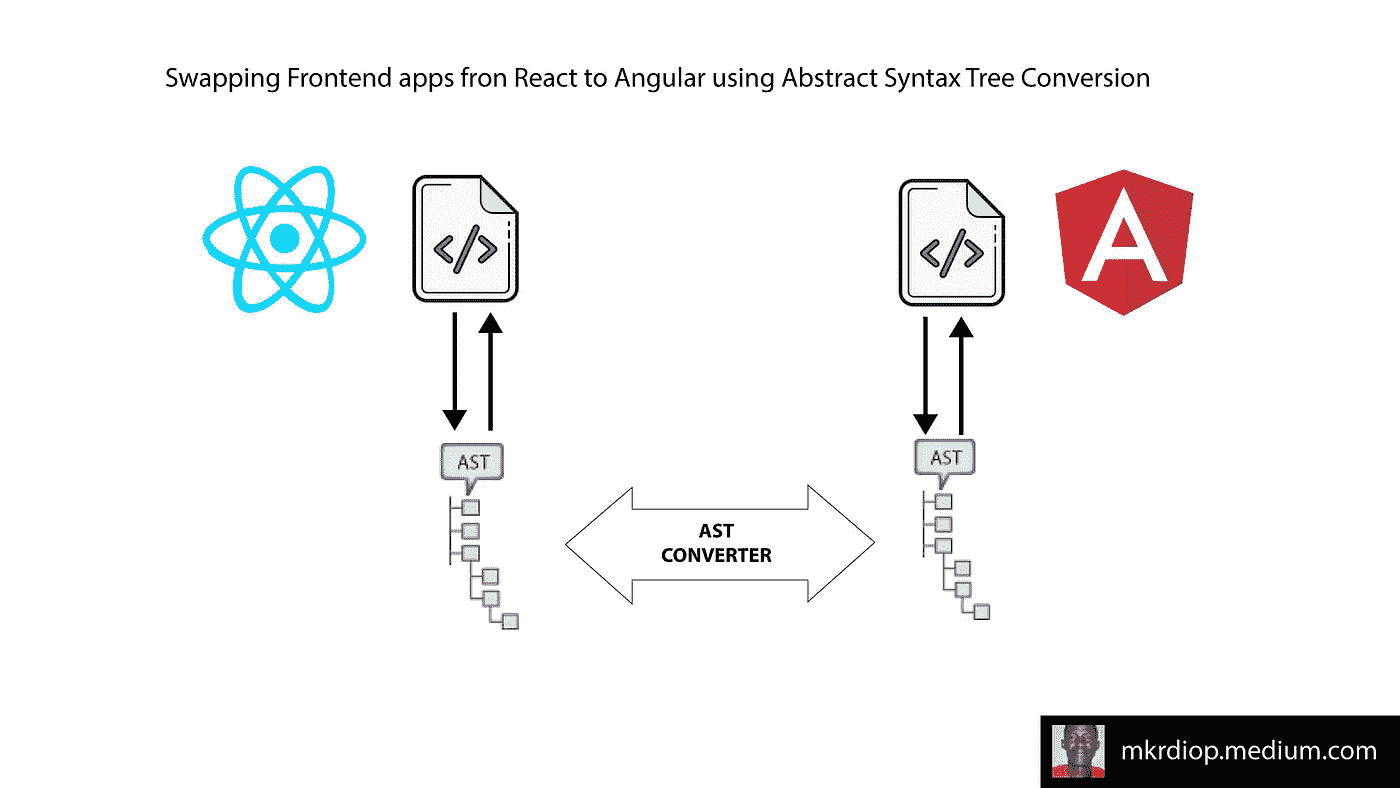 Swapping Frontend apps fron React to Angular using Abstract Syntax Tree Conversion
</>
</>
A
AST
AST
AST
CONVERTER
mkrdiop.medium.com